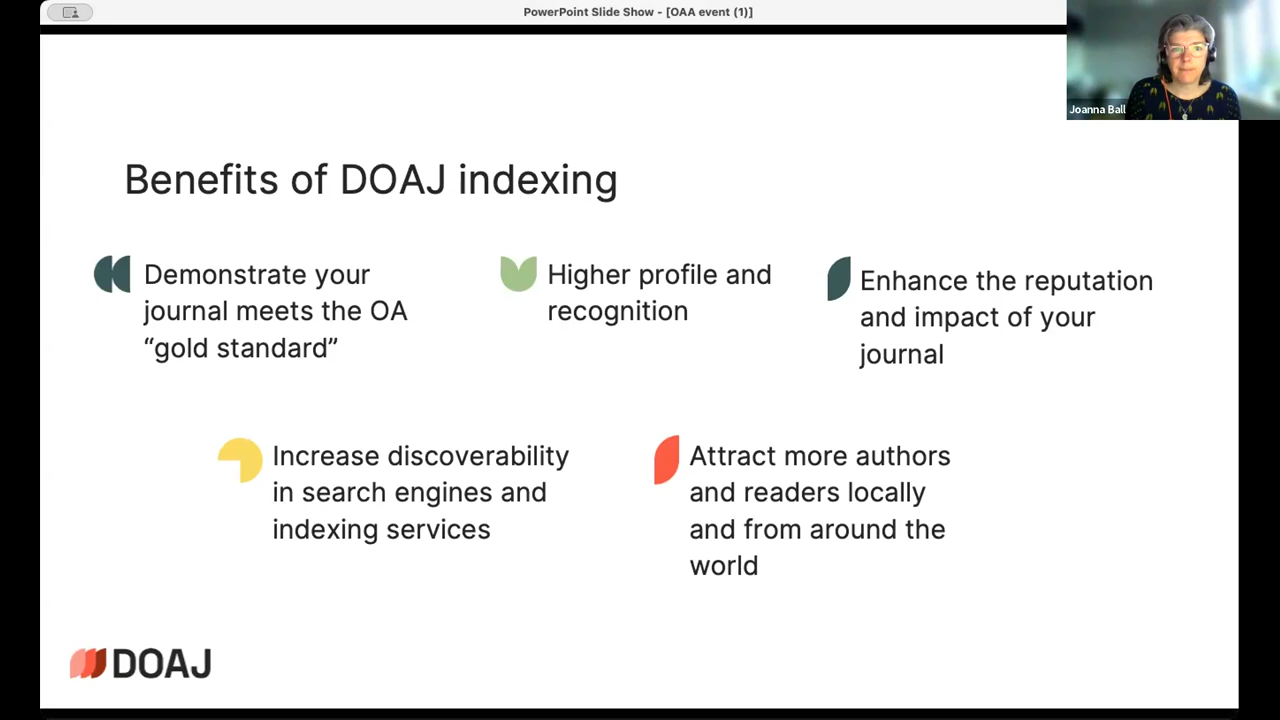 PowerPoint Slide Show - [OAA event (1)]
Joanna Ball
Benefits of DOAJ indexing
Demonstrate your
journal meets the OA
“gold standard”
Higher profile and
recognition
Enhance the reputation
and impact of your
journal
Increase discoverability
in search engines and
indexing services
Attract more authors
and readers locally
and from around the
world
DOAJ